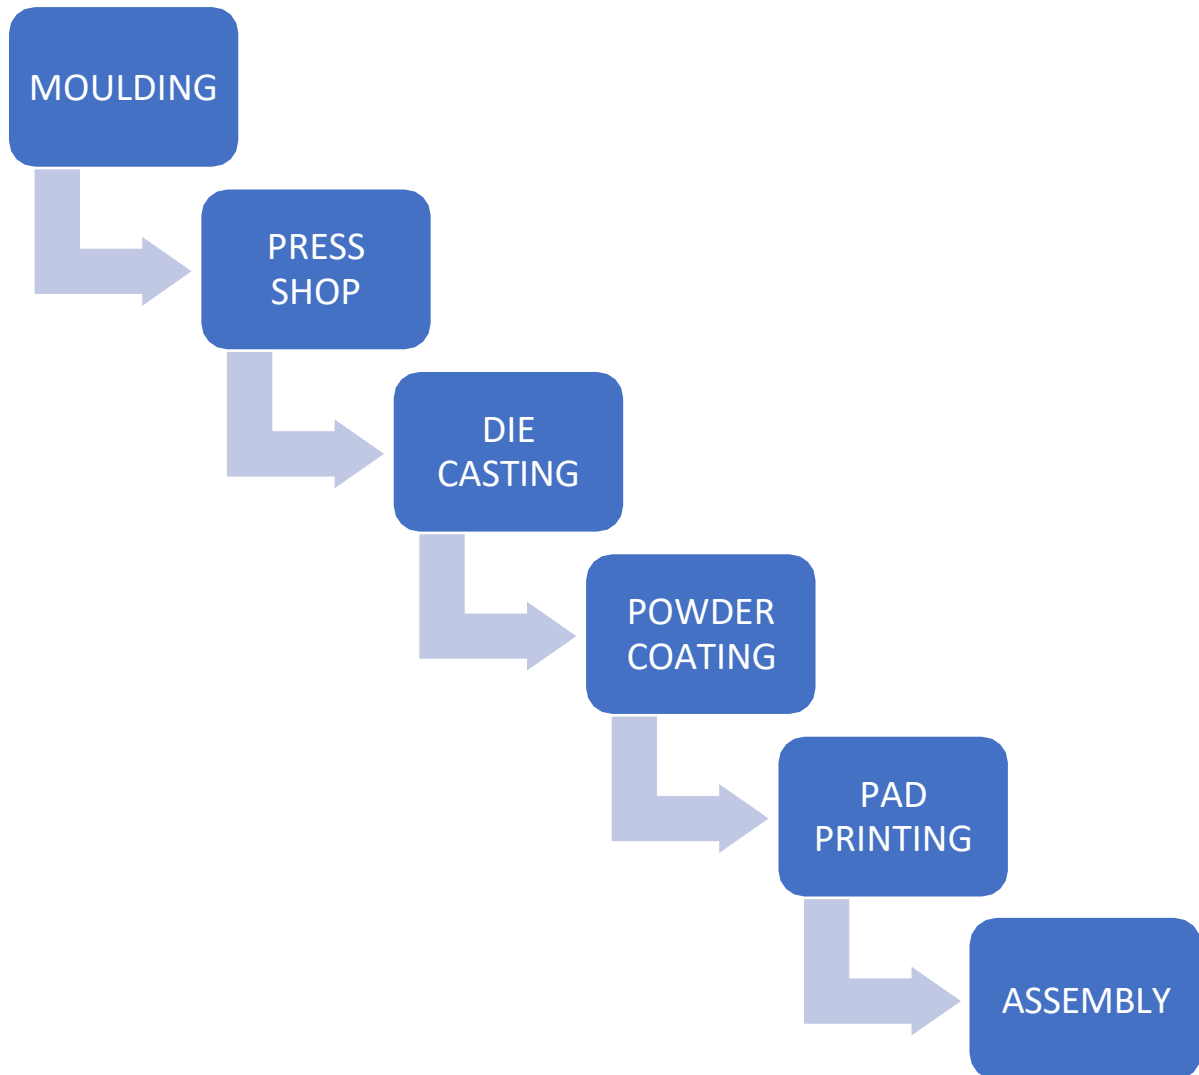 MOULDING
PRESS
SHOP
DIE
CASTING
POWDER
COATING
PAD
PRINTING
ASSEMBLY